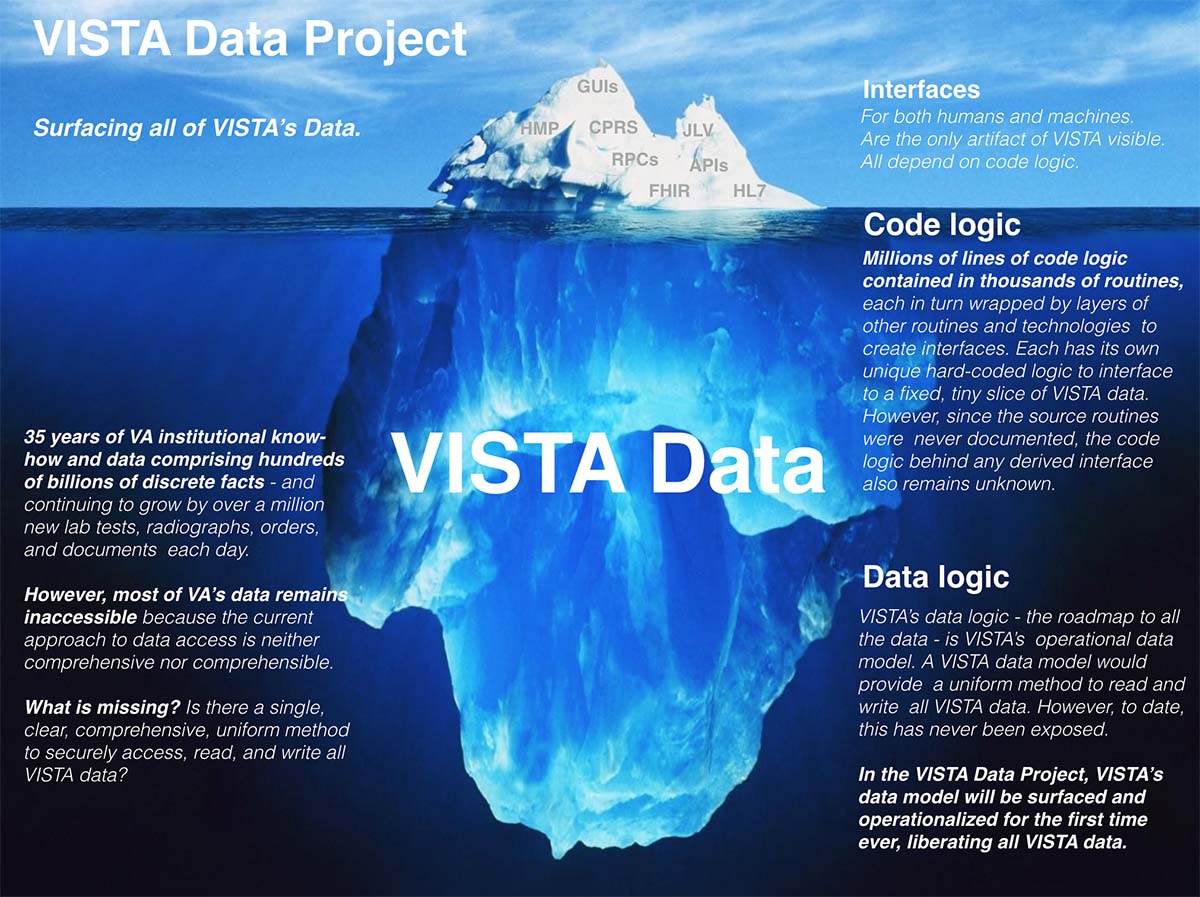 VISTA Data Project
Surfacing all of VISTA's Data.
GUIs
HMP
CPRS
JLV
RPCs
APIs
FHIR
HL7
Interfaces
For both humans and machines.
Are the only artifact of VISTA visible.
All depend on code logic.
Code logic
Millions of lines of code logic
contained in thousands of routines,
each in turn wrapped by layers of
other routines and technologies to
create interfaces. Each has its own
unique hard-coded logic to interface
to a fixed, tiny slice of VISTA data.
However, since the source routines
were never documented, the code
logic behind any derived interface
also remains unknown.
VISTA Data
35 years of VA institutional know-
how and data comprising hundreds
of billions of discrete facts - and
continuing to grow by over a million
new lab tests, radiographs, orders,
and documents each day.
However, most of VA's data remains
inaccessible because the current
approach to data access is neither
comprehensive nor comprehensible.
What is missing? Is there a single,
clear, comprehensive, uniform method
to securely access, read, and write all
VISTA data?
Data logic
VISTA's data logic - the roadmap to all
the data - is VISTA's operational data
model. A VISTA data model would
provide a uniform method to read and
write all VISTA data. However, to date,
this has never been exposed.
In the VISTA Data Project, VISTA's
data model will be surfaced and
operationalized for the first time
ever, liberating all VISTA data.